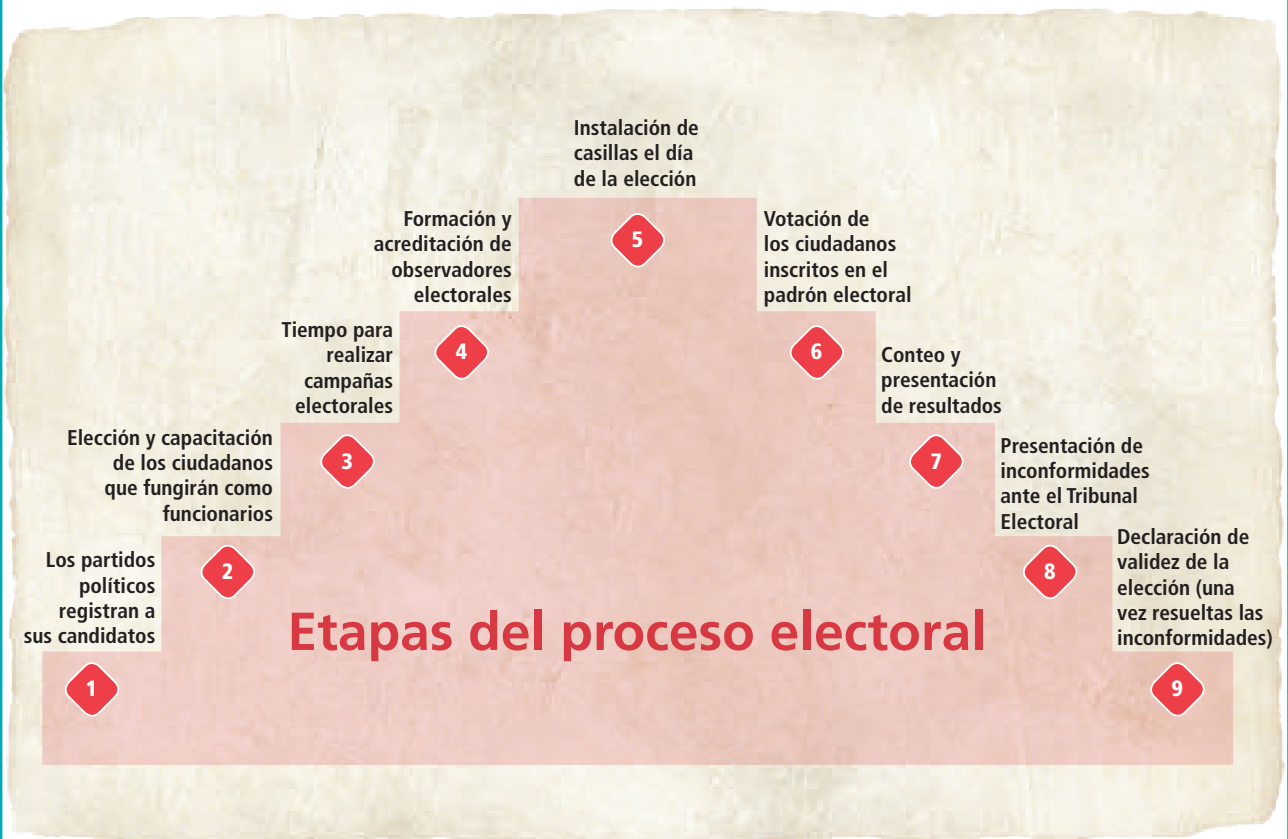 Los partidos
políticos
registran a
sus candidatos
1
Elección y capacitación
de los ciudadanos
que fungirán como
funcionarios
2
Tiempo para
realizar
campañas
electorales
3
Formación y
acreditación de
observadores
electorales
4
Instalación de
casillas el día
de la elección
5
Votación de
los ciudadanos
inscritos en el
padrón electoral
6
Conteo y
presentación
de resultados
7
Presentación de
inconformidades
ante el Tribunal
Electoral
8
Declaración de
validez de la
elección (una
vez resueltas las
inconformidades)
9
Etapas del proceso electoral